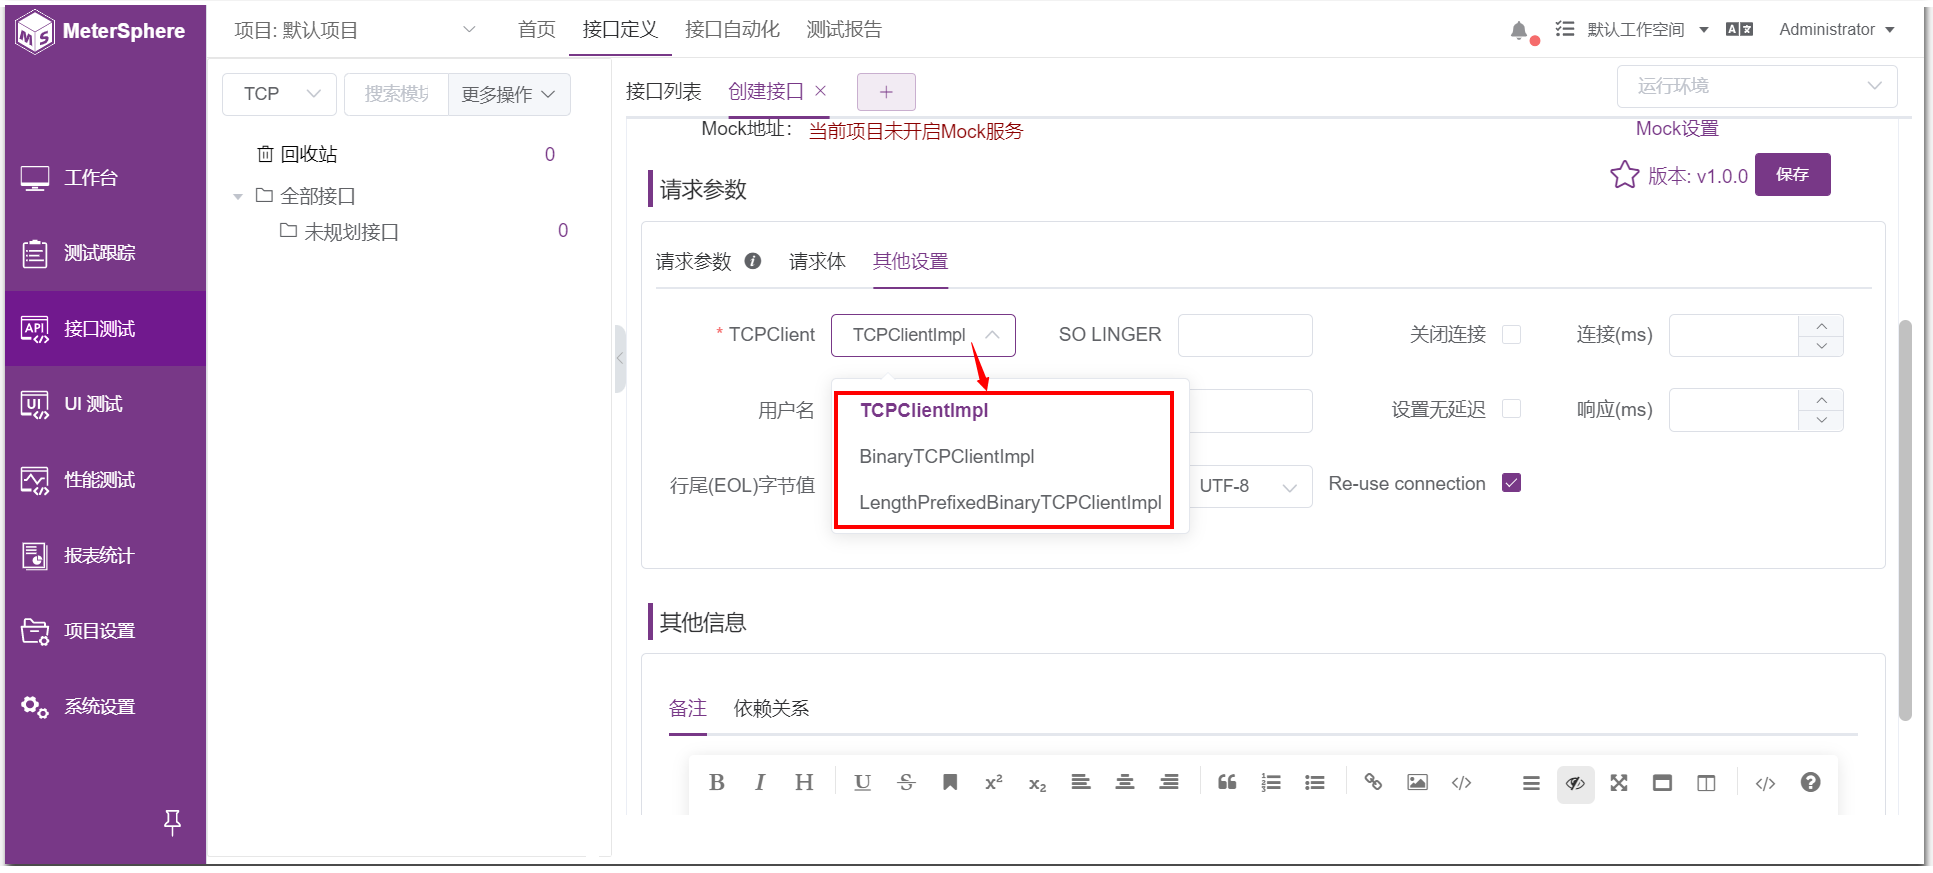 MeterSphere
项目: 默认项目
首页
接口定义
接口自动化
测试报告
默认工作空间
Administrator
工作台
测试跟踪
接口测试
UI 测试
性能测试
报表统计
项目设置
系统设置
TCP
搜索模块
更多操作
回收站
0
全部接口
未规划接口
0
接口列表
创建接口
运行环境
Mock地址：
当前项目未开启Mock服务
Mock设置
版本: v1.0.0
保存
请求参数
请求参数
请求体
其他设置
* TCPClient
TCPClientImpl
SO LINGER
关闭连接
连接(ms)
用户名
设置无延迟
响应(ms)
TCPClientImpl
BinaryTCPClientImpl
LengthPrefixedBinaryTCPClientImpl
行尾(EOL)字节值
UTF-8
Re-use connection
其他信息
备注
依赖关系